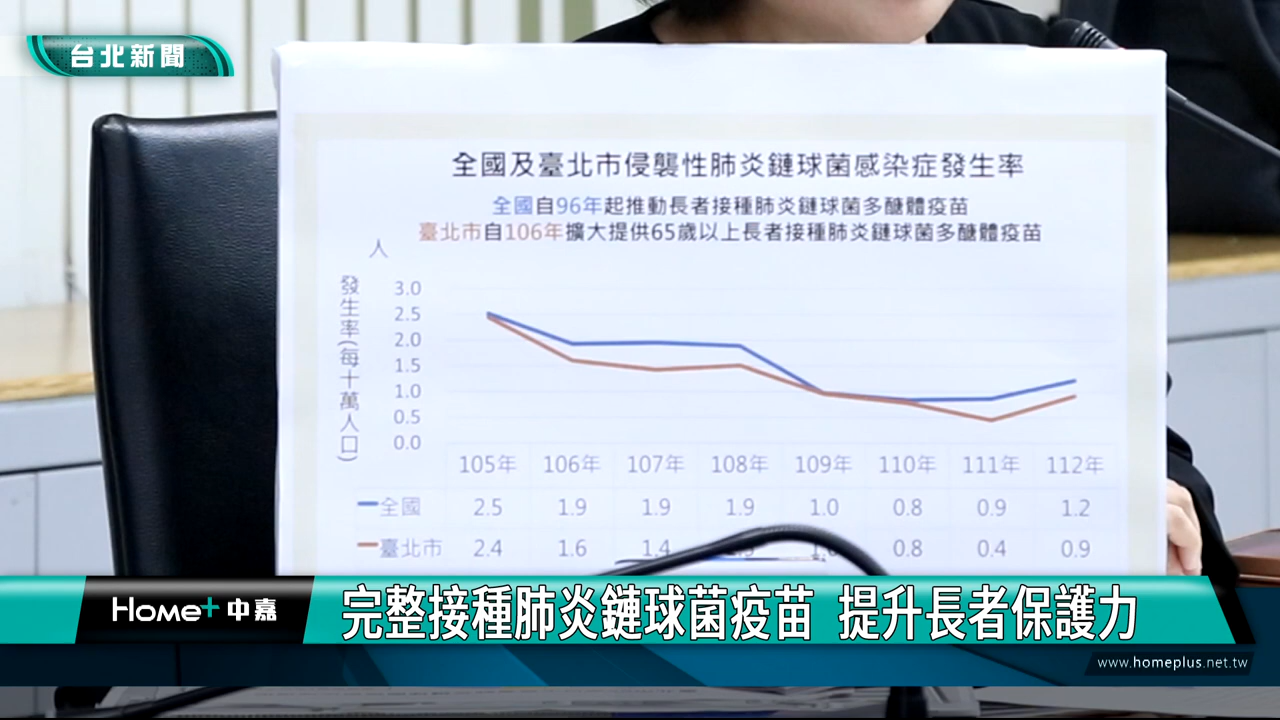 台北新聞
全國及臺北市侵襲性肺炎鏈球菌感染症發生率
全國自96年起推動長者接種肺炎鏈球菌多醣體疫苗
臺北市自106年擴大提供65歲以上長者接種肺炎鏈球菌多醣體疫苗
人
發生率(每十萬人口)
3.0
2.5
2.0
1.5
1.0
0.5
0.0
105年 106年 107年 108年 109年 110年 111年 112年
全國 2.5 1.9 1.9 1.9 1.0 0.8 0.9 1.2
臺北市 2.4 1.6 1.4 0.8 0.4 0.9
Home+中嘉
完整接種肺炎鏈球菌疫苗 提升長者保護力
www.homeplus.net.tw